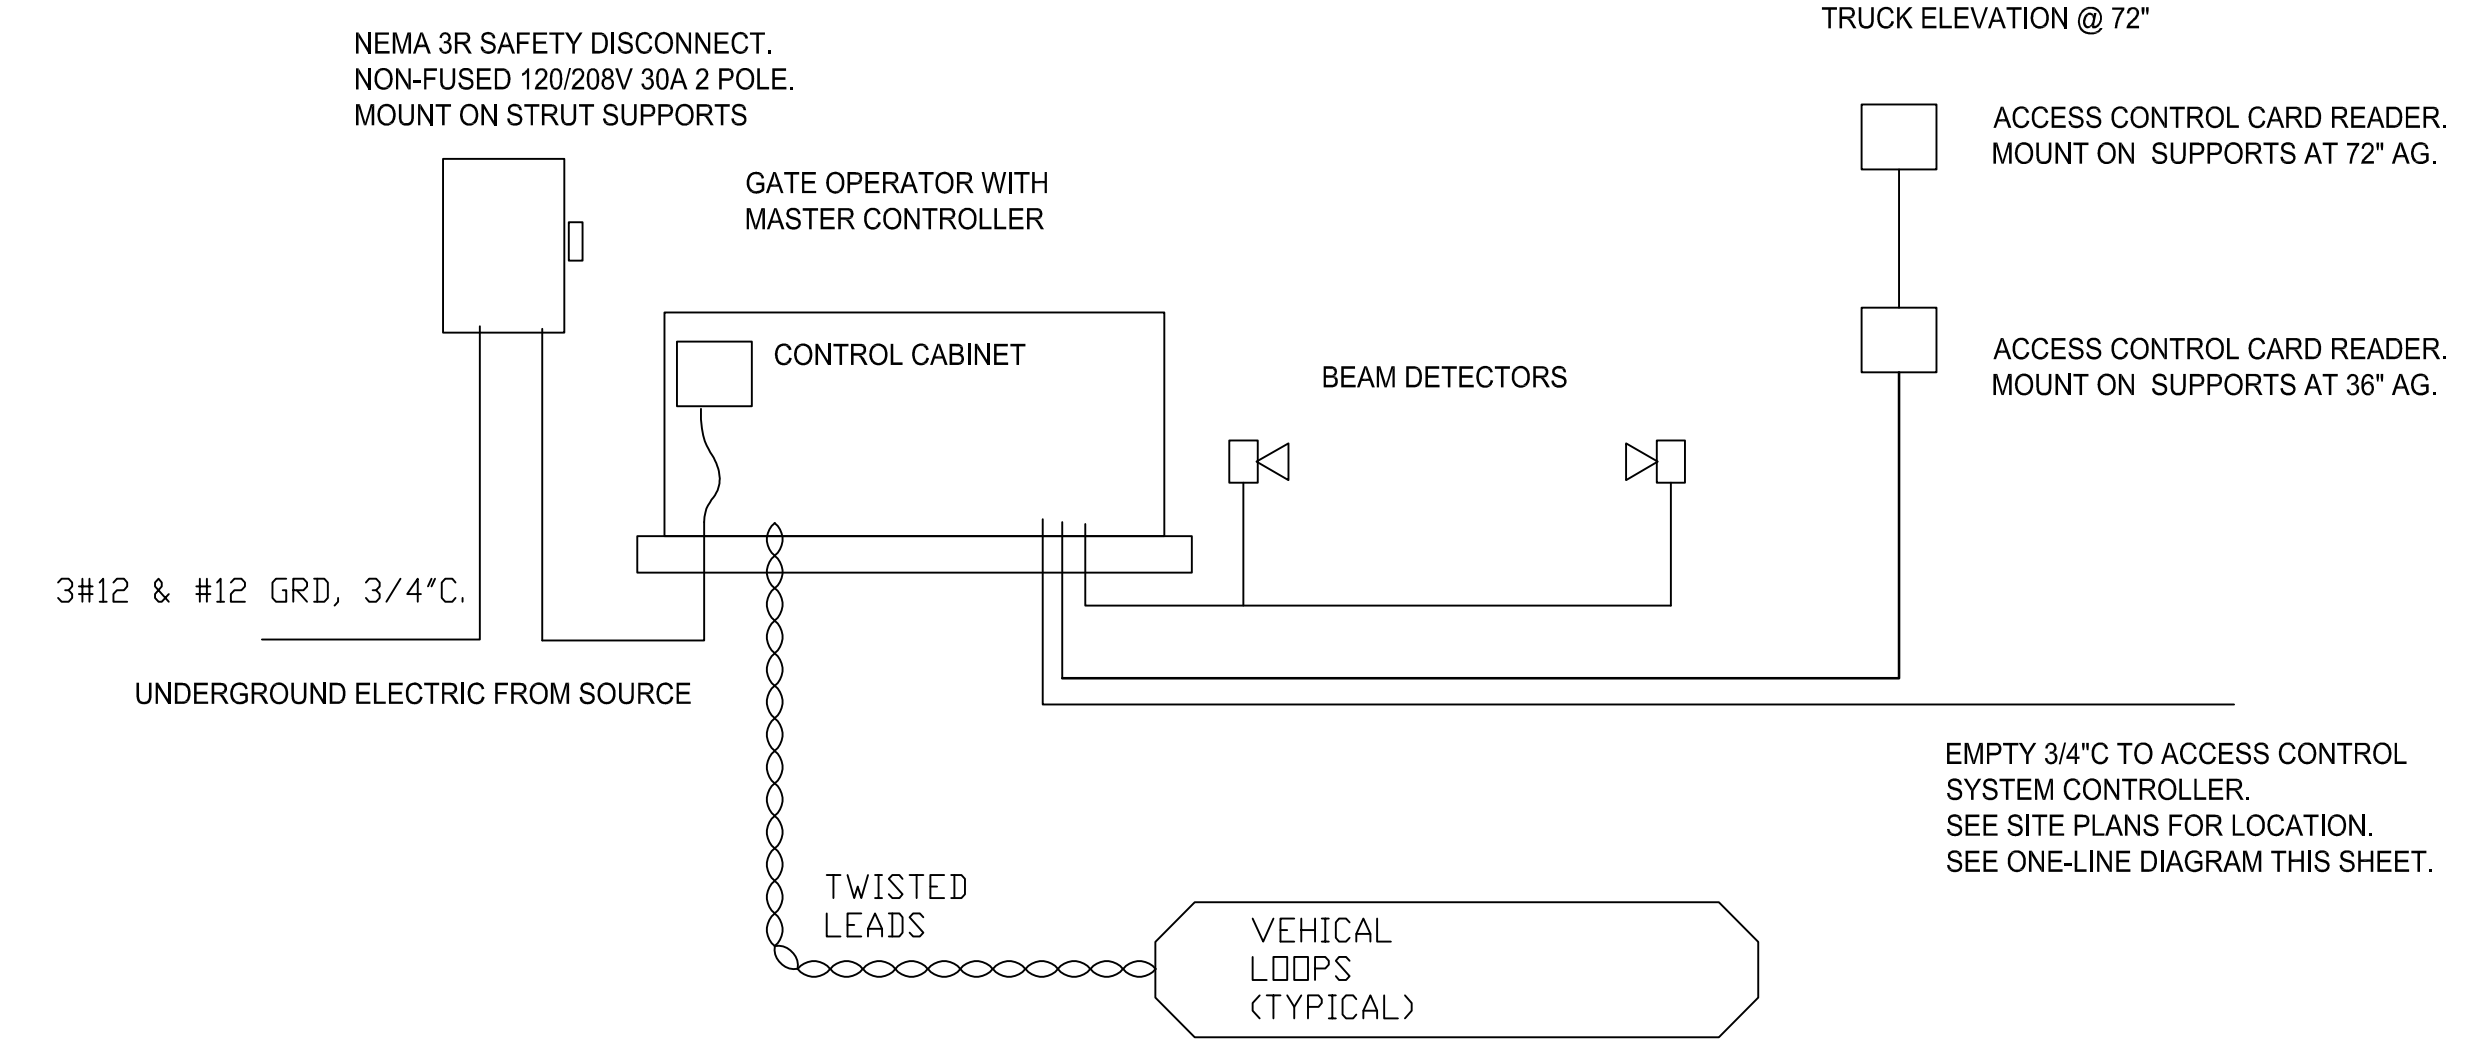 TRUCK ELEVATION @ 72"
NEMA 3R SAFETY DISCONNECT.
NON-FUSED 120/208V 30A 2 POLE.
MOUNT ON STRUT SUPPORTS
ACCESS CONTROL CARD READER.
MOUNT ON SUPPORTS AT 72" AG.
GATE OPERATOR WITH
MASTER CONTROLLER
CONTROL CABINET
BEAM DETECTORS
ACCESS CONTROL CARD READER.
MOUNT ON SUPPORTS AT 36" AG.
3#12 & #12 GRD, 3/4"C.
UNDERGROUND ELECTRIC FROM SOURCE
EMPTY 3/4"C TO ACCESS CONTROL
SYSTEM CONTROLLER.
SEE SITE PLANS FOR LOCATION.
SEE ONE-LINE DIAGRAM THIS SHEET.
TWISTED
LEADS
VEHICAL
LOOPS
(TYPICAL)